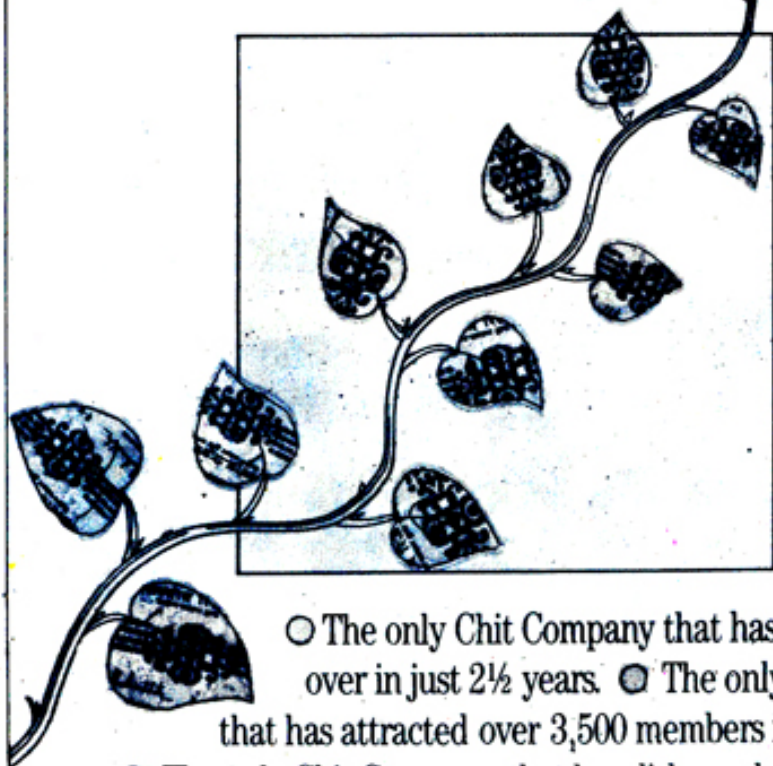 ○ The only Chit Company that has
over in just 2½ years. ○ The only
that has attracted over 3,500 members